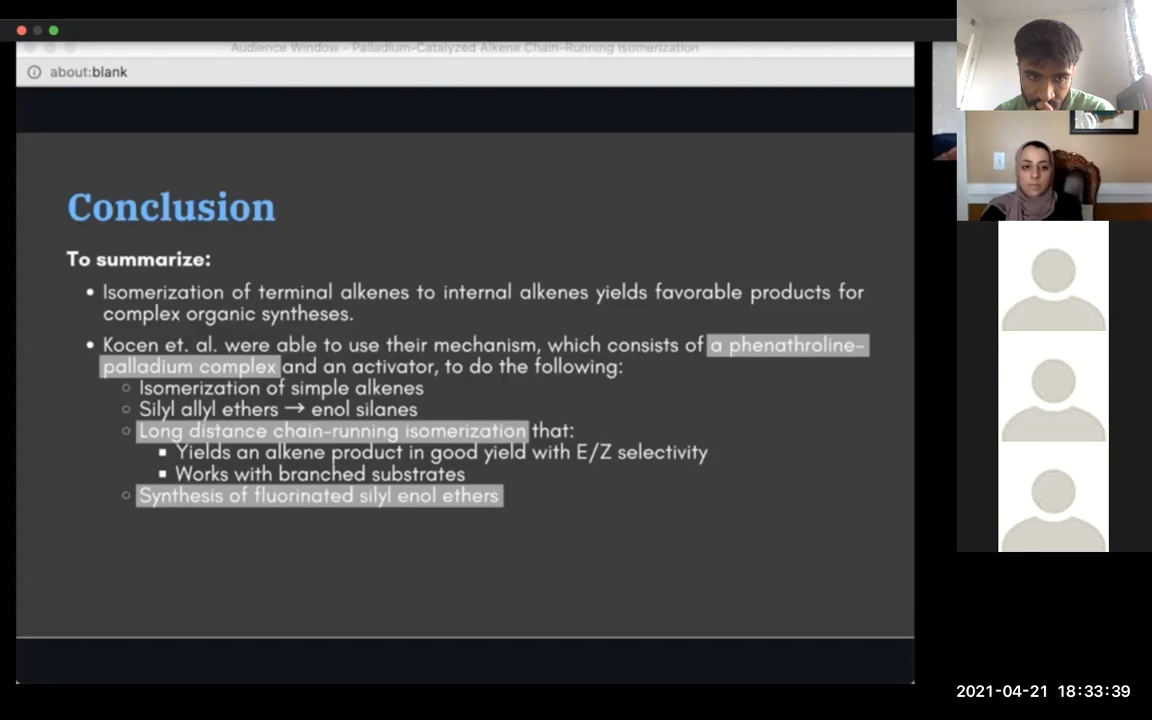 Audience Window - Palladium-Catalyzed Alkene Chain-Running Isomerization
about:blank
Conclusion
To summarize:
• Isomerization of terminal alkenes to internal alkenes yields favorable products for
complex organic syntheses.
• Kocen et. al. were able to use their mechanism, which consists of a phenathroline-
palladium complex and an activator, to do the following:
○ Isomerization of simple alkenes
○ Silyl allyl ethers → enol silanes
○ Long distance chain-running isomerization that:
▪ Yields an alkene product in good yield with E/Z selectivity
▪ Works with branched substrates
○ Synthesis of fluorinated silyl enol ethers
2021-04-21 18:33:39